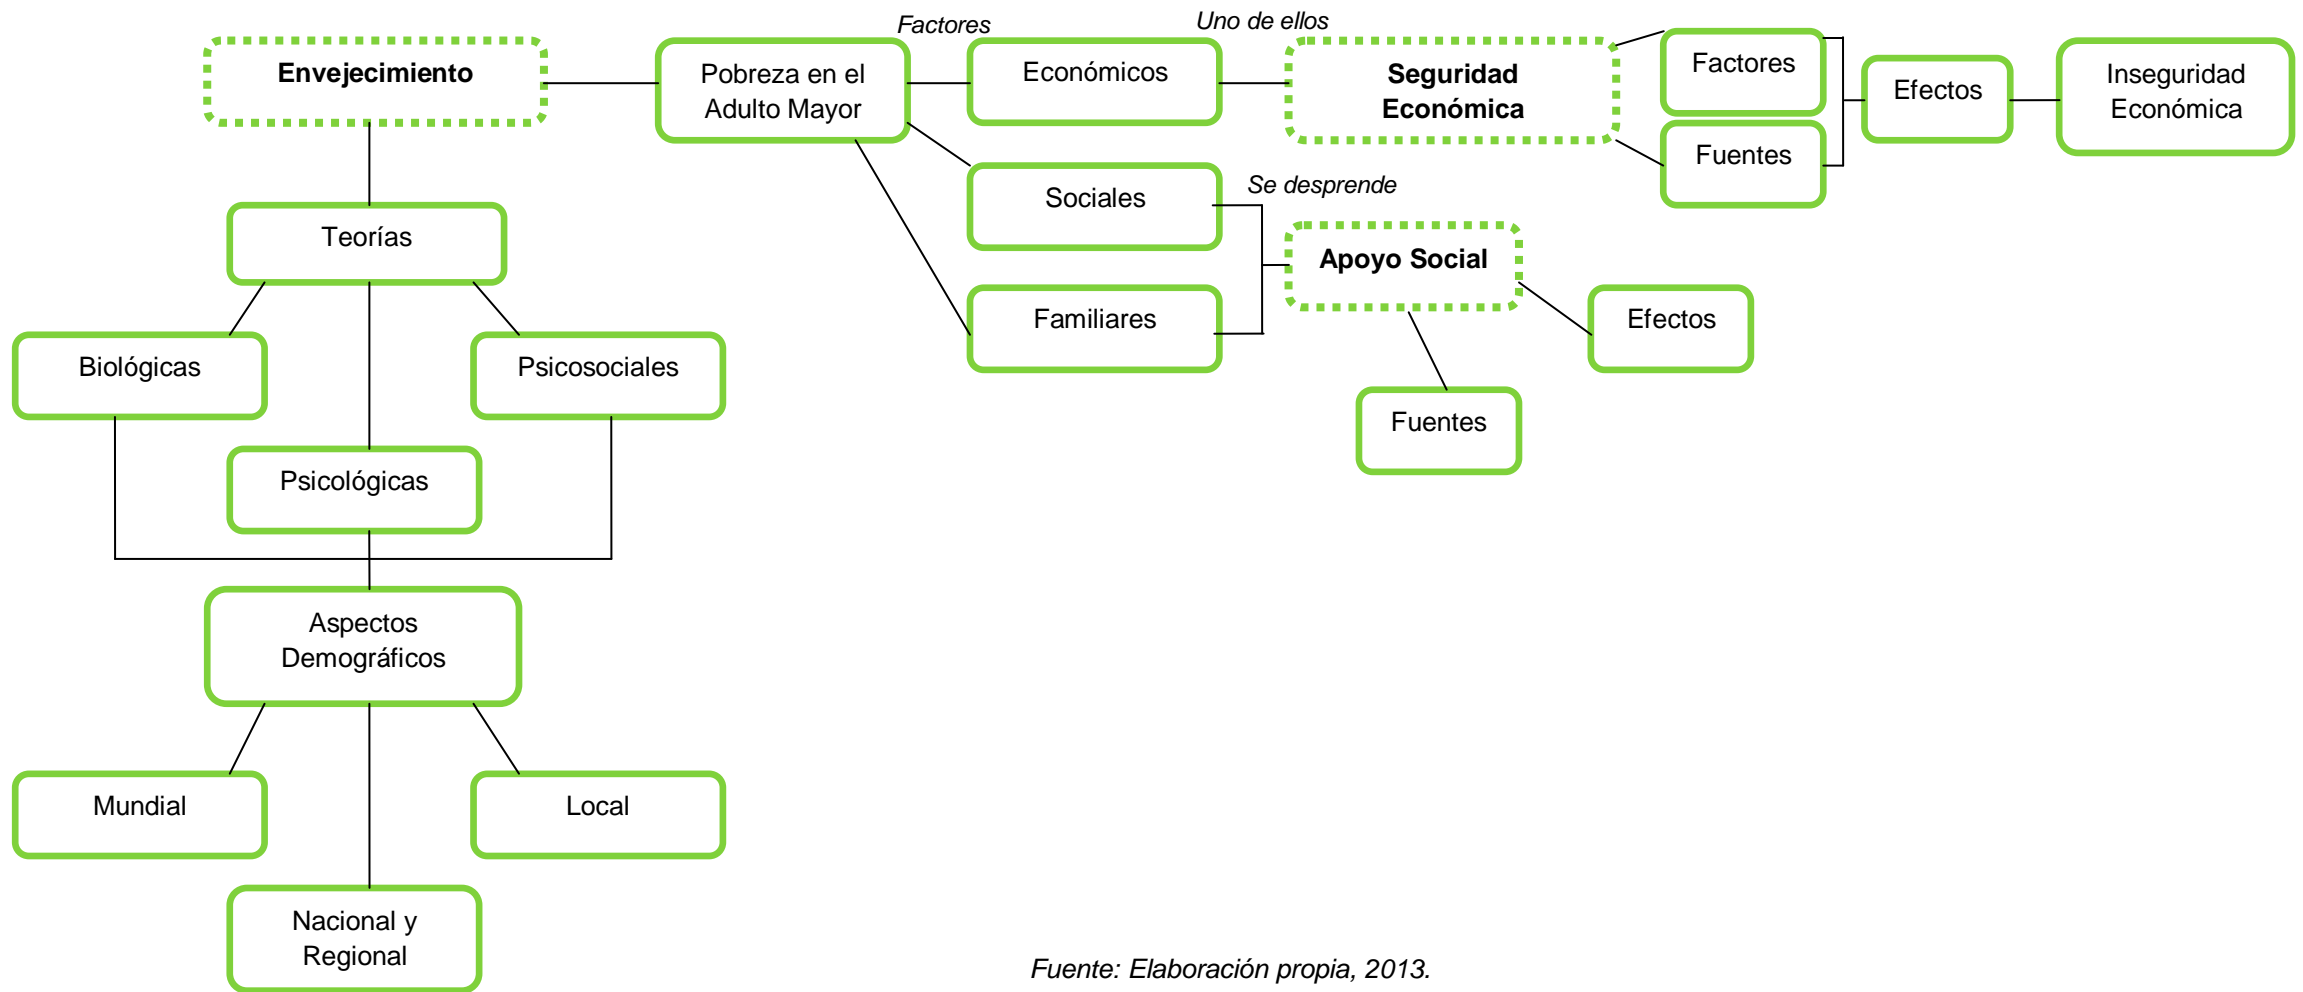 Factores
Uno de ellos
Envejecimiento
Pobreza en el
Adulto Mayor
Económicos
Seguridad
Económica
Factores
Efectos
Inseguridad
Económica
Fuentes
Sociales
Se desprende
Teorías
Apoyo Social
Familiares
Efectos
Biológicas
Psicosociales
Fuentes
Psicológicas
Aspectos
Demográficos
Mundial
Local
Nacional y
Regional
Fuente: Elaboración propia, 2013.